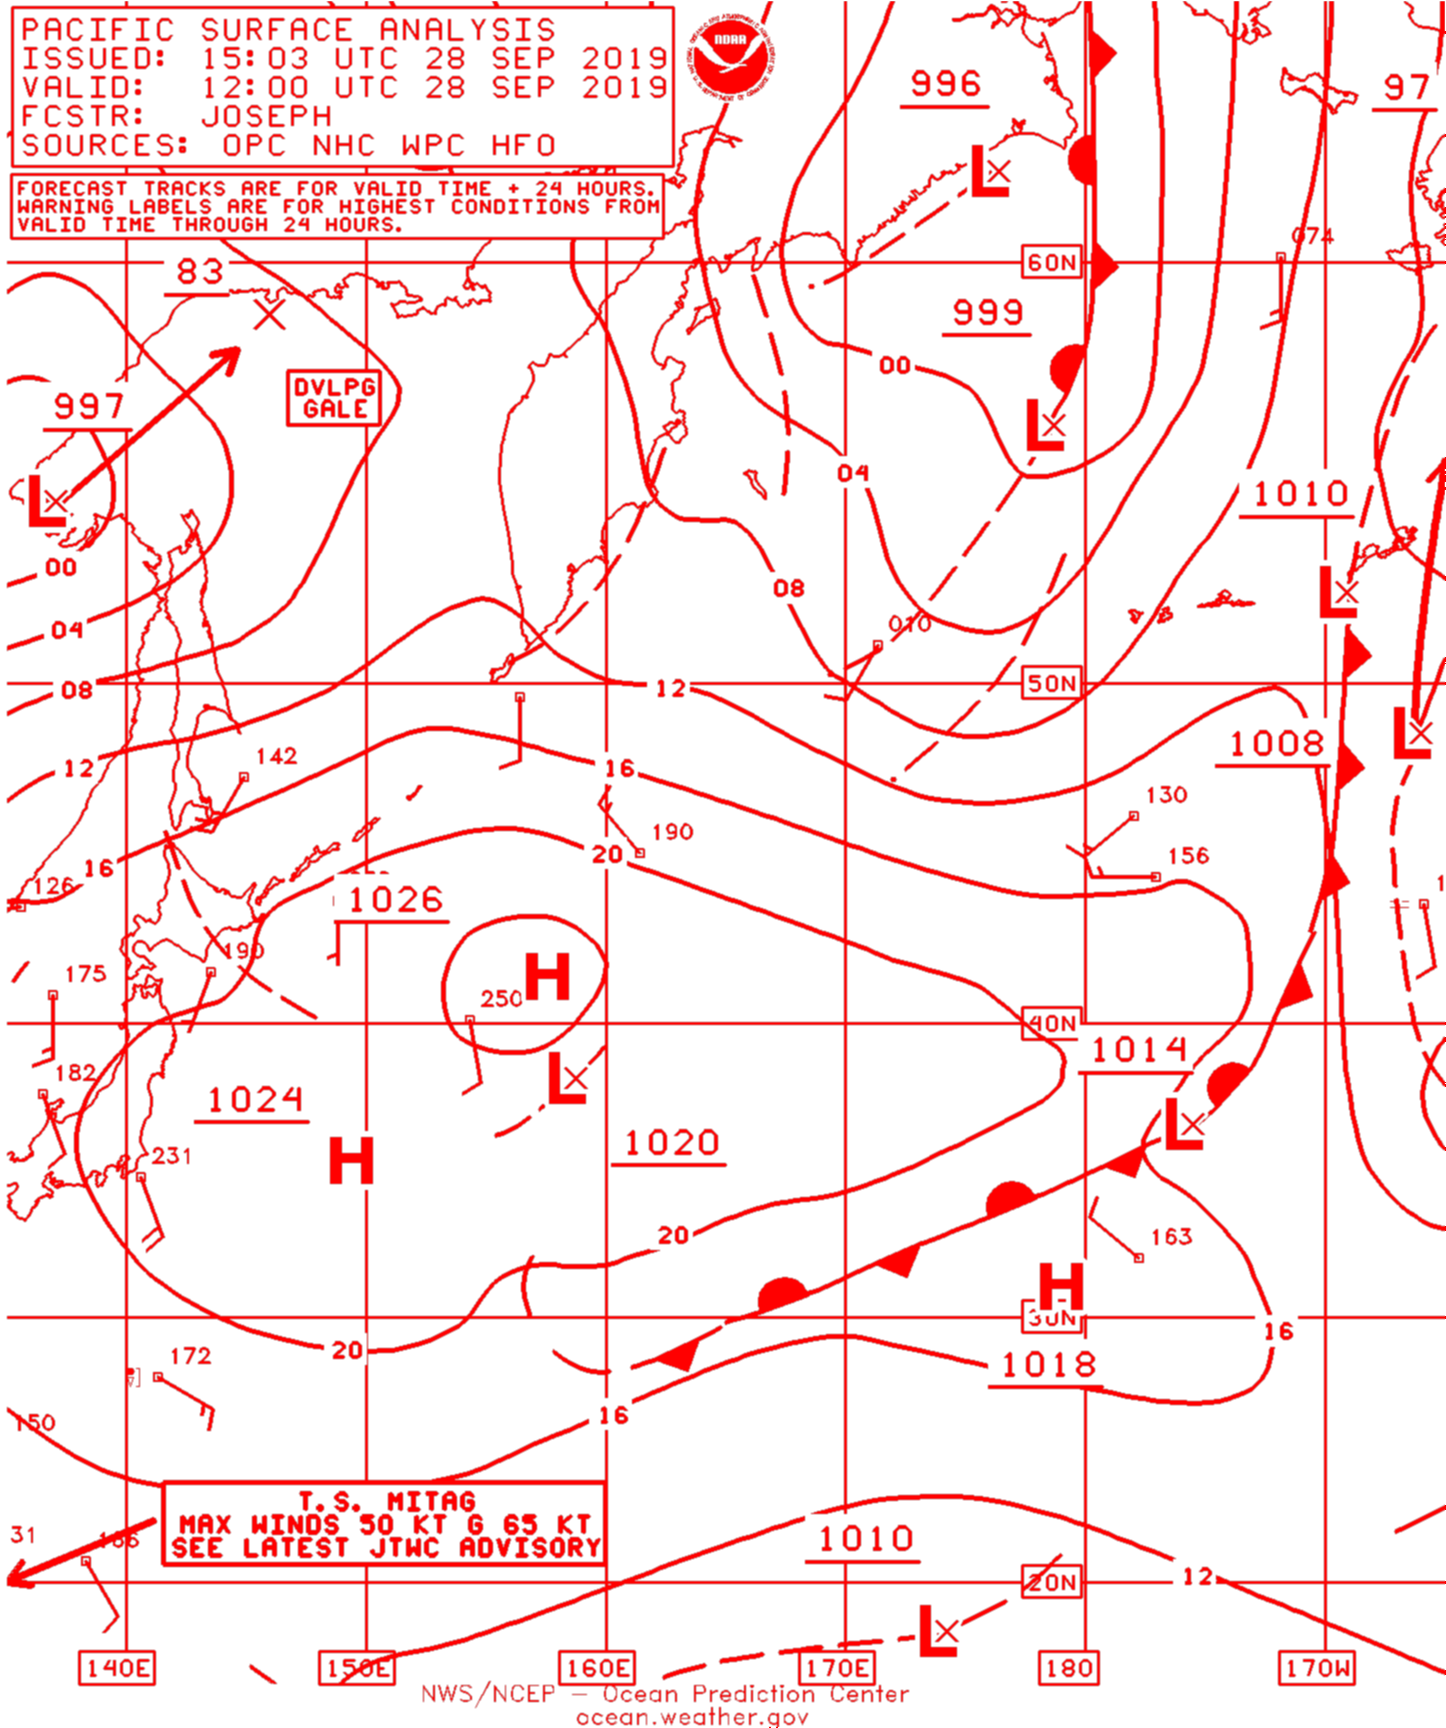 PACIFIC SURFACE ANALYSIS
ISSUED: 15:03 UTC 28 SEP 2019
VALID: 12:00 UTC 28 SEP 2019
FCSTR: JOSEPH
SOURCES: OPC NHC WPC HFO
NOAA
FORECAST TRACKS ARE FOR VALID TIME + 24 HOURS.
WARNING LABELS ARE FOR HIGHEST CONDITIONS FROM
VALID TIME THROUGH 24 HOURS.
996
97
L
074
60N
83
999
00
DVLPG
GALE
997
L
L
04
1010
00
08
L
010
04
50N
08
12
L
1008
142
12
16
130
190
20
156
16
126
1026
190
H
175
250
40N
1014
182
L
1024
L
1020
231
H
20
163
H
30N
16
20
172
1018
16
150
T.S. MITAG
MAX WINDS 50 KT G 65 KT
SEE LATEST JTWC ADVISORY
31
1010
12
20N
L
140E
150E
160E
170E
180
170W
NWS/NCEP – Ocean Prediction Center
ocean.weather.gov